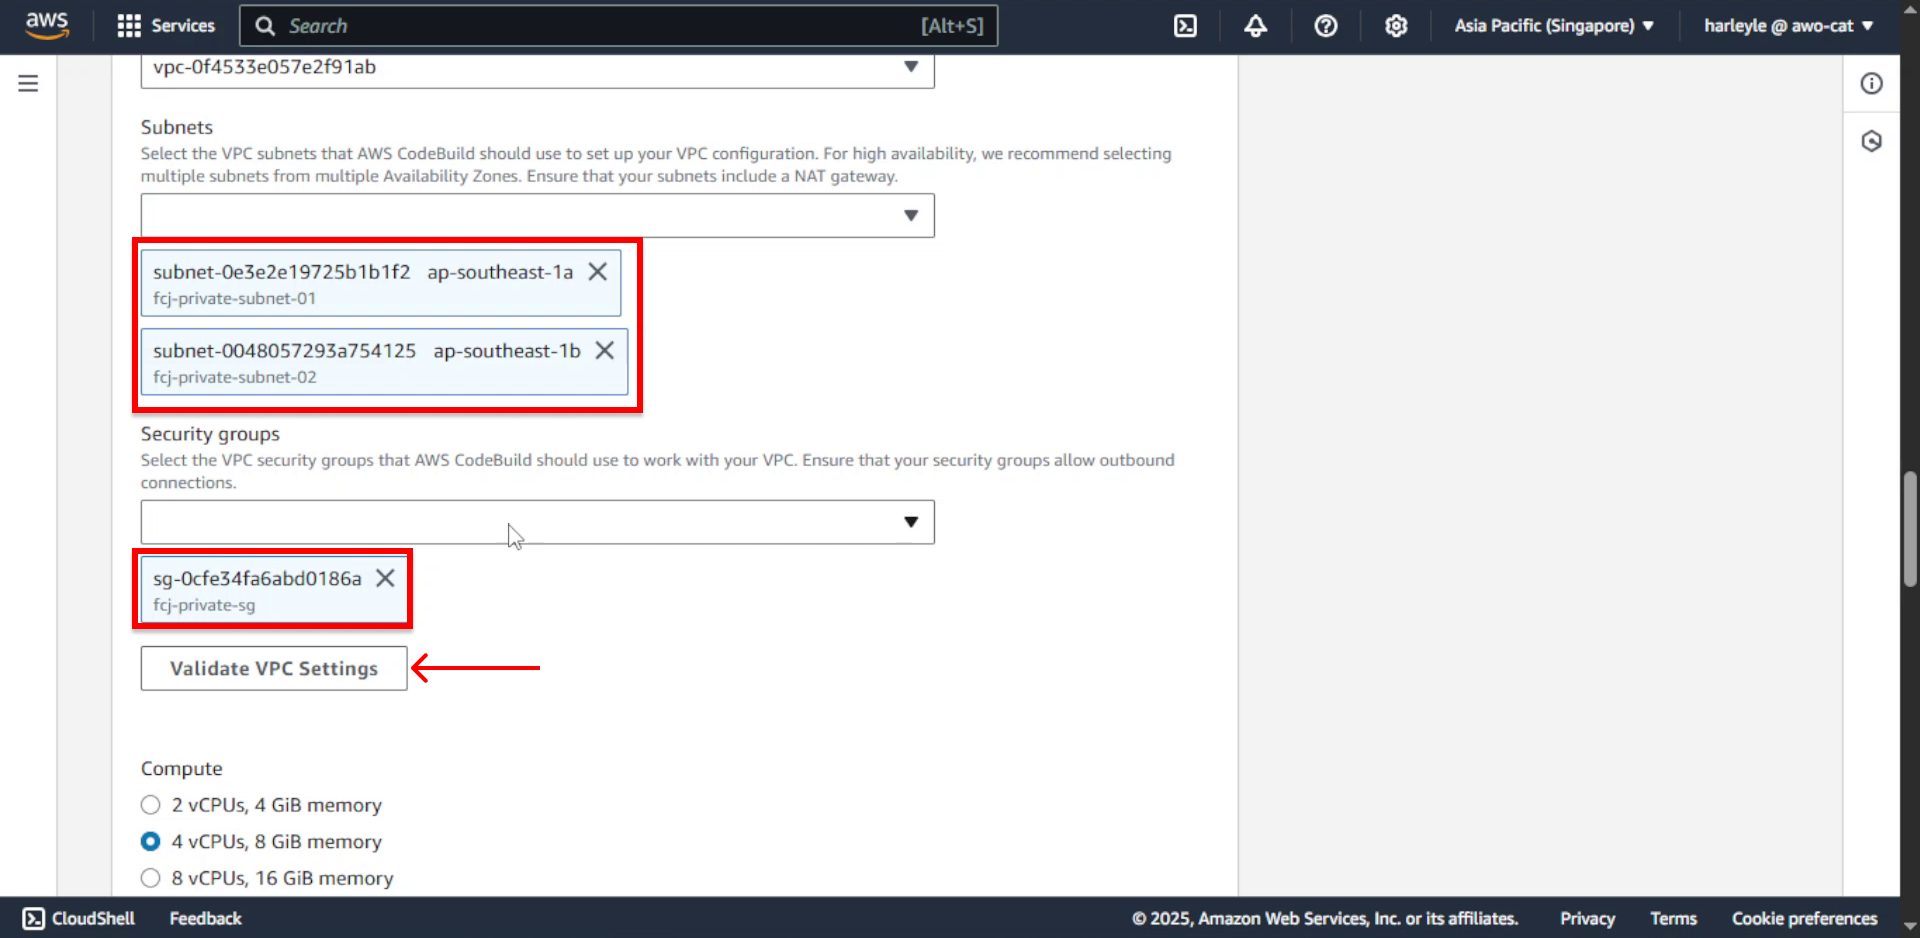 aws
Services
Search
[Alt+S]
Asia Pacific (Singapore)
harleyle @ awo-cat
vpc-0f4533e057e2f91ab
Subnets
Select the VPC subnets that AWS CodeBuild should use to set up your VPC configuration. For high availability, we recommend selecting
multiple subnets from multiple Availability Zones. Ensure that your subnets include a NAT gateway.
subnet-0e3e2e19725b1b1f2 ap-southeast-1a
fcj-private-subnet-01
subnet-0048057293a754125 ap-southeast-1b
fcj-private-subnet-02
Security groups
Select the VPC security groups that AWS CodeBuild should use to work with your VPC. Ensure that your security groups allow outbound
connections.
sg-0cfe34fa6abd0186a
fcj-private-sg
Validate VPC Settings
Compute
2 vCPUs, 4 GiB memory
4 vCPUs, 8 GiB memory
8 vCPUs, 16 GiB memory
CloudShell
Feedback
© 2025, Amazon Web Services, Inc. or its affiliates.
Privacy
Terms
Cookie preferences